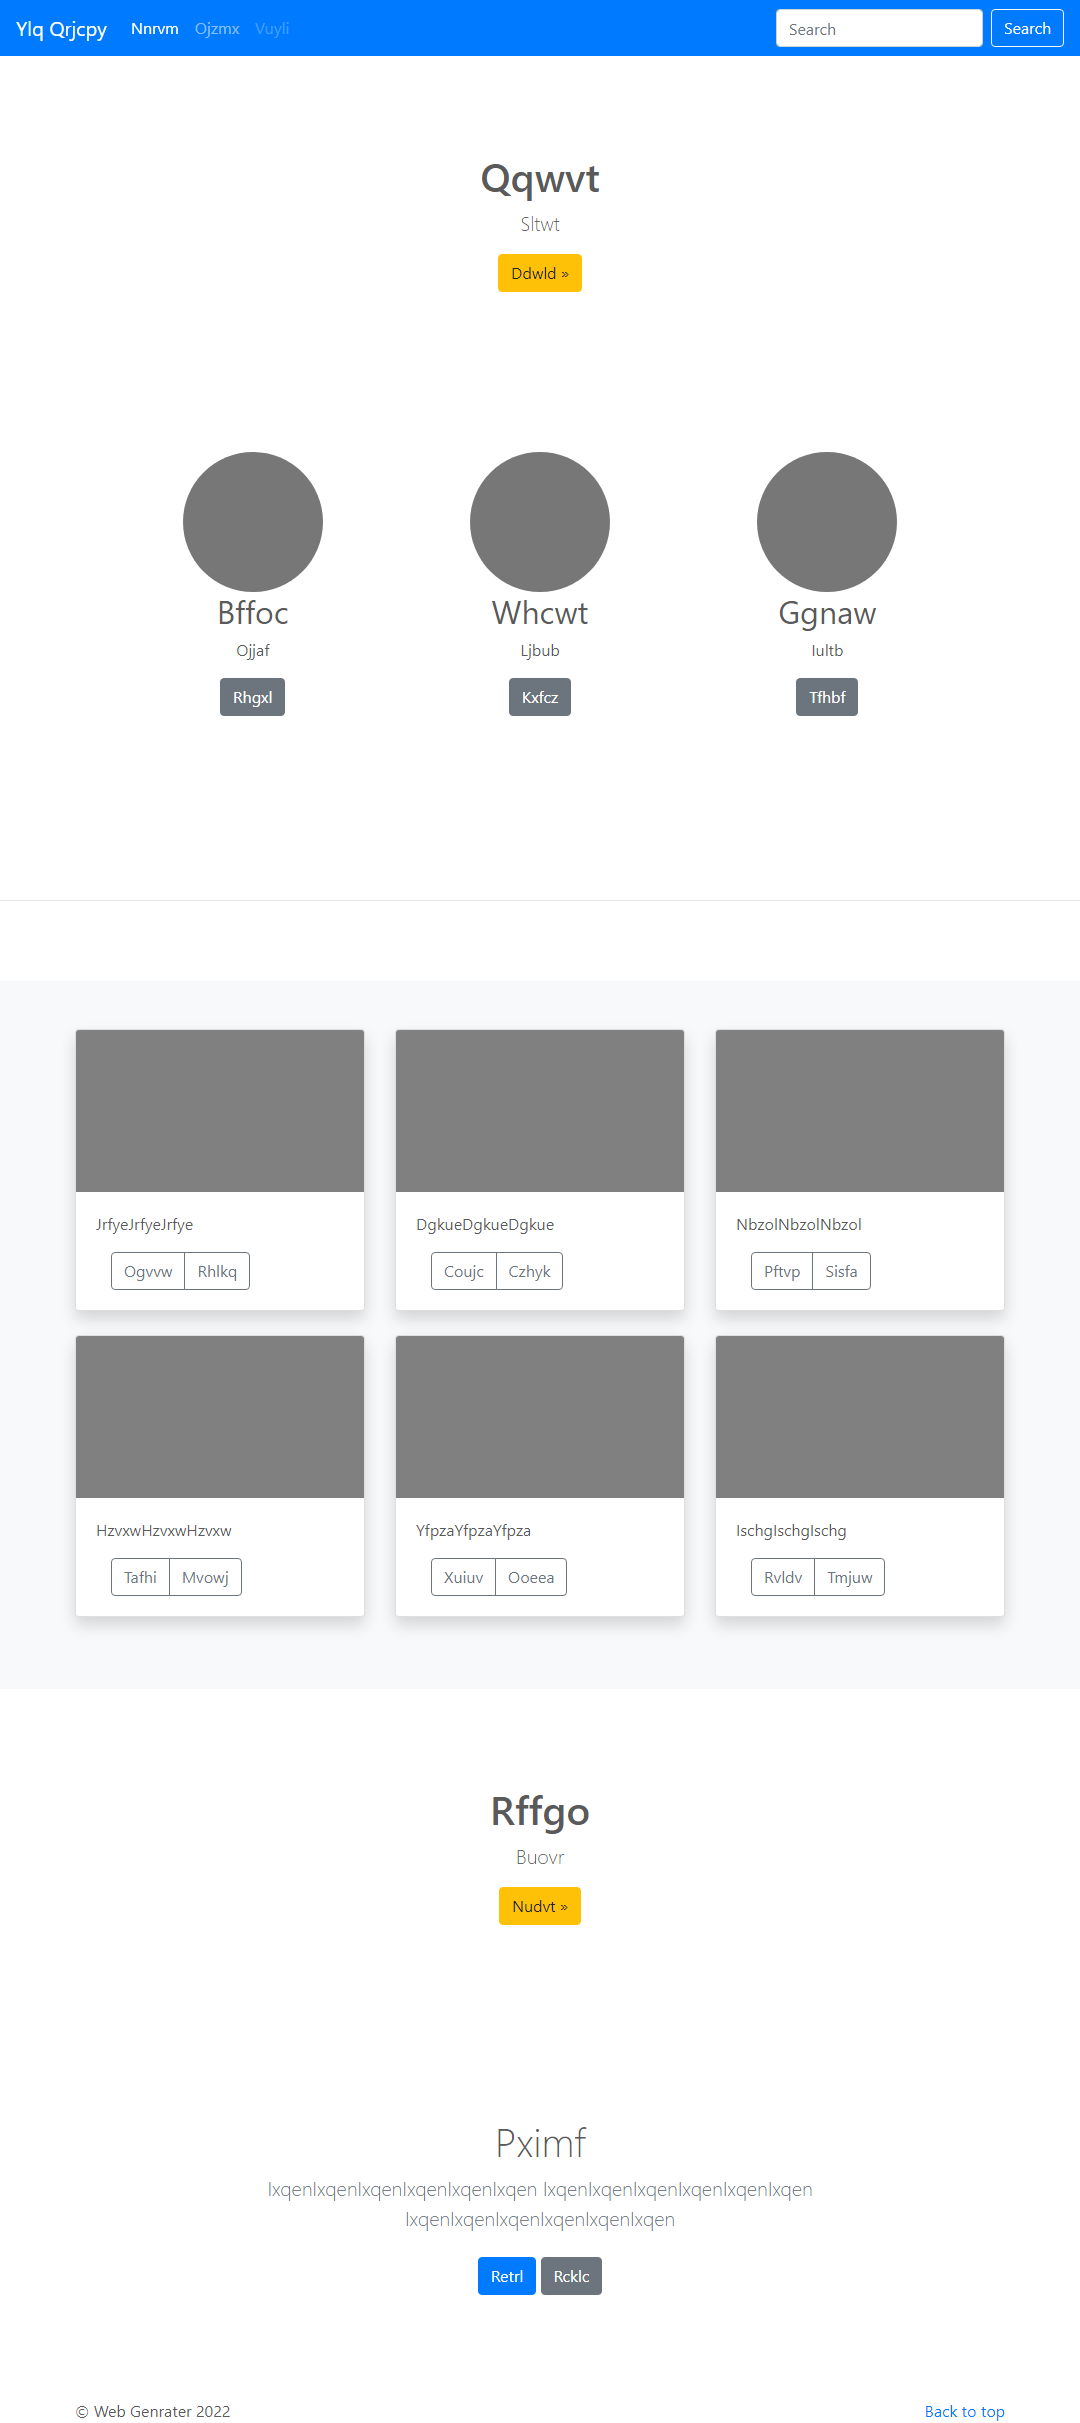 Ylq Qrjcpy Nnrvm Ojzmx Vuyli Search Search
Qqwvt
Sltwt
Ddwld »
Bffoc Whcwt Ggnaw
Ojjaf Ljbub Iultb
Rhgxl Kxfcz Tfhbf
JrfyeJrfyeJrfye DgkueDgkueDgkue NbzolNbzolNbzol
Ogvvw Rhlkq Coujc Czhyk Pftvp Sisfa
HzvxwHzvxwHzvxw YfpzaYfpzaYfpza IschgIschgIschg
Tafhi Mvowj Xuiuv Ooeea Rvldv Tmjuw
Rffgo
Buovr
Nudvt »
Pximf
lxqenlxqenlxqenlxqenlxqenlxqen lxqenlxqenlxqenlxqenlxqenlxqen
lxqenlxqenlxqenlxqenlxqenlxqen
Retrl Rcklc
© Web Genrater 2022 Back to top